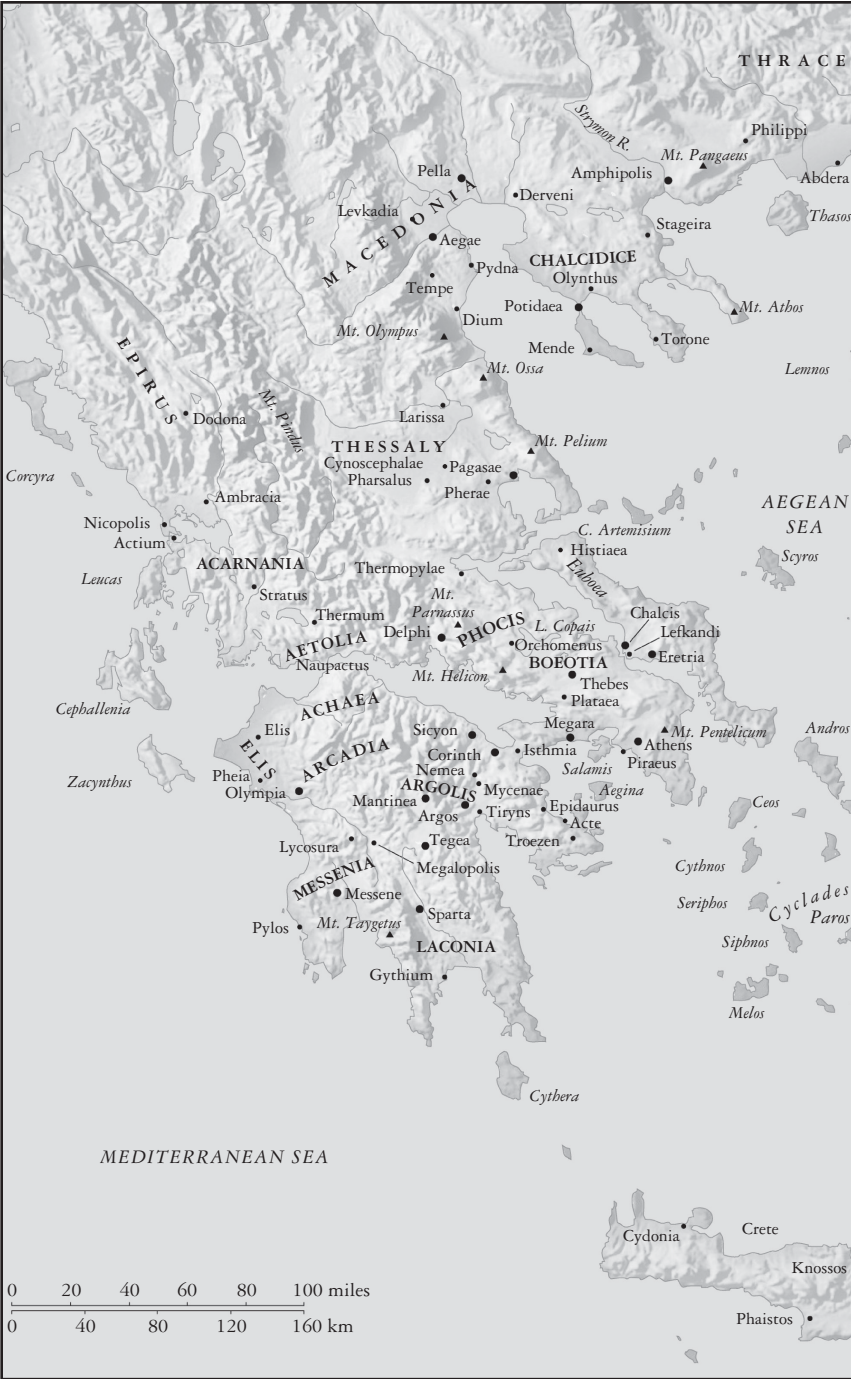 THRACE
Strymon R.
Philippi
Mt. Pangaeus
Pella
Amphipolis
Abdera
Derveni
Thasos
Levkadia
MACEDONIA
Stageira
Aegae
CHALCIDICE
Pydna
Olynthus
Tempe
Potidaea
Mt. Athos
Dium
Mt. Olympus
Torone
Mende
EPIRUS
Mt. Ossa
Lemnos
Mt. Pindus
Dodona
Larissa
THESSALY
Mt. Pelium
Cynoscephalae
Pagasae
Corcyra
Pharsalus
Pherae
Ambracia
AEGEAN
SEA
Nicopolis
C. Artemisium
Actium
Histiaea
Scyros
ACARNANIA
Thermopylae
Euboea
Leucas
Stratus
Mt.
Parnassus
Thermum
Chalcis
L. Copais
Lefkandi
AETOLIA
Delphi
PHOCIS
Orchomenus
Eretria
Naupactus
BOEOTIA
Mt. Helicon
Thebes
Plataea
ACHAEA
Cephallenia
Megara
Elis
Sicyon
Mt. Pentelicum
Andros
ELIS
ARCADIA
Corinth
Isthmia
Athens
Piraeus
Nemea
Salamis
Zacynthus
Pheia
Olympia
ARGOLIS
Mycenae
Aegina
Mantinea
Epidaurus
Ceos
Argos
Tiryns
Acte
Lycosura
Tegea
Troezen
MESSENIA
Megalopolis
Cythnos
Messene
Seriphos
Cyclades
Sparta
Paros
Pylos
Mt. Taygetus
Siphnos
LACONIA
Gythium
Melos
Cythera
MEDITERRANEAN SEA
Cydonia
Crete
Knossos
0 20 40 60 80 100 miles
0 40 80 120 160 km
Phaistos